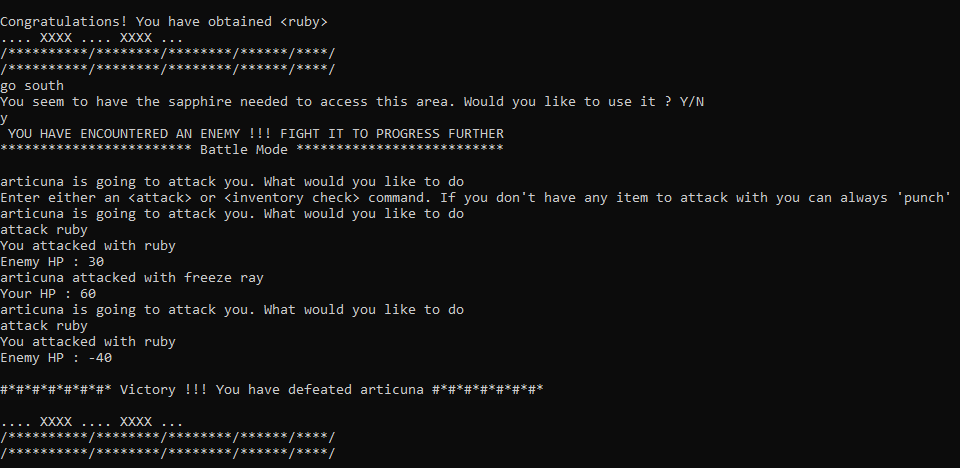 Congratulations! You have obtained <ruby>
.... XXXX .... XXXX ...
/**********/********/********/******/****/
/**********/********/********/******/****/
go south
You seem to have the sapphire needed to access this area. Would you like to use it ? Y/N
y
 YOU HAVE ENCOUNTERED AN ENEMY !!! FIGHT IT TO PROGRESS FURTHER
************************ Battle Mode **************************
articuna is going to attack you. What would you like to do
Enter either an <attack> or <inventory check> command. If you don't have any item to attack with you can always 'punch'
articuna is going to attack you. What would you like to do
attack ruby
You attacked with ruby
Enemy HP : 30
articuna attacked with freeze ray
Your HP : 60
articuna is going to attack you. What would you like to do
attack ruby
You attacked with ruby
Enemy HP : -40
#*#*#*#*#*#*#* Victory !!! You have defeated articuna #*#*#*#*#*#*#*
.... XXXX .... XXXX ...
/**********/********/********/******/****/
/**********/********/********/******/****/